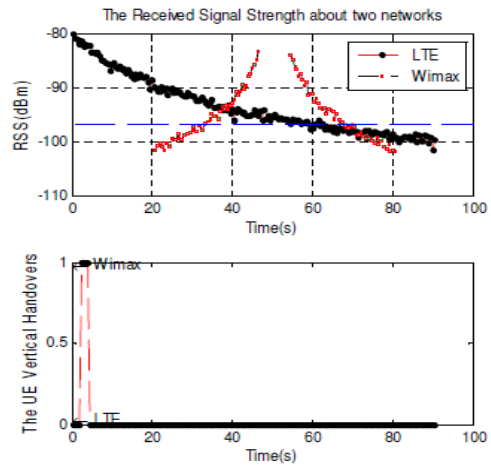 The Received Signal Strength about two networks
-80
-90
-100
-110
RSS(dBm)
LTE
Wimax
0
20
40
60
80
100
Time(s)
1
0.5
0
The UE Vertical Handovers
Wimax
LTE
0
20
40
60
80
100
Time(s)